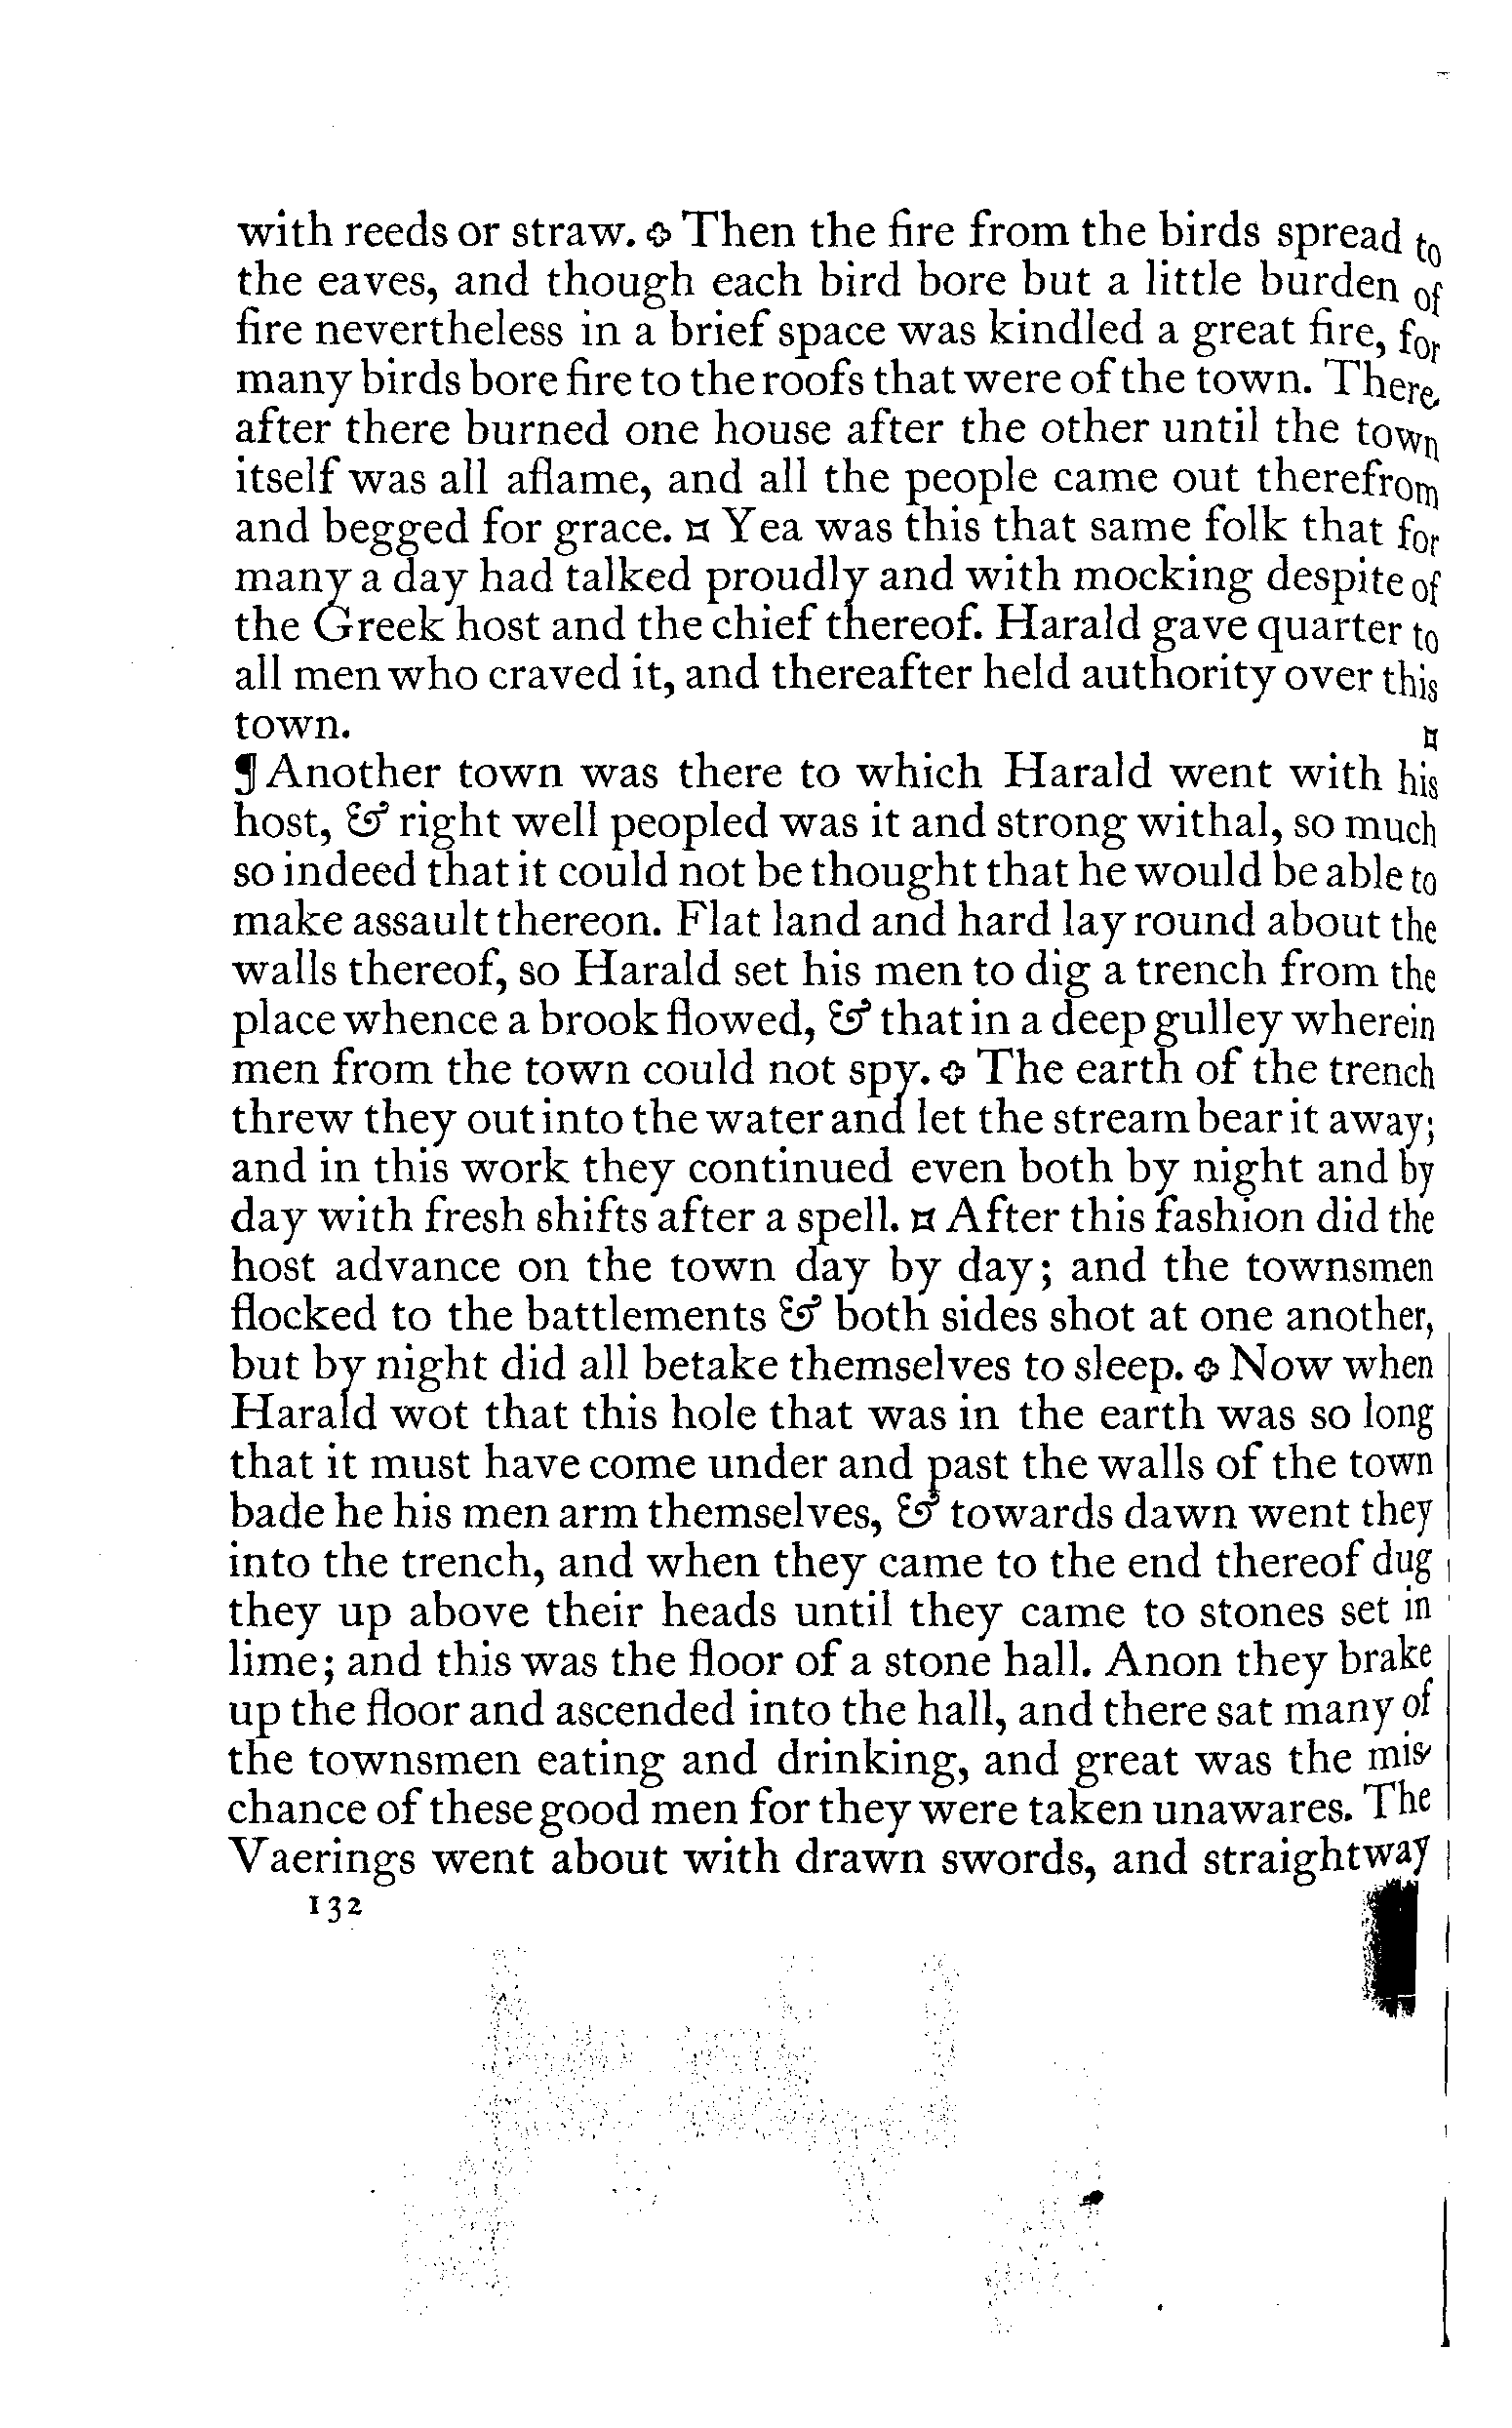 with reeds or straw. ✥ Then the fire from the birds spread to
the eaves, and though each bird bore but a little burden of
fire nevertheless in a brief space was kindled a great fire, for
many birds bore fire to the roofs that were of the town. There-
after there burned one house after the other until the town
itself was all aflame, and all the people came out therefrom
and begged for grace. ¤ Yea was this that same folk that for
many a day had talked proudly and with mocking despite of
the Greek host and the chief thereof. Harald gave quarter to
all men who craved it, and thereafter held authority over this
town. ¤
¶ Another town was there to which Harald went with his
host, & right well peopled was it and strong withal, so much
so indeed that it could not be thought that he would be able to
make assault thereon. Flat land and hard lay round about the
walls thereof, so Harald set his men to dig a trench from the
place whence a brook flowed, & that in a deep gulley wherein
men from the town could not spy. ✥ The earth of the trench
threw they out into the water and let the stream bear it away;
and in this work they continued even both by night and by
day with fresh shifts after a spell. ¤ After this fashion did the
host advance on the town day by day; and the townsmen
flocked to the battlements & both sides shot at one another,
but by night did all betake themselves to sleep. ✥ Now when
Harald wot that this hole that was in the earth was so long
that it must have come under and past the walls of the town
bade he his men arm themselves, & towards dawn went they
into the trench, and when they came to the end thereof dug
they up above their heads until they came to stones set in
lime; and this was the floor of a stone hall. Anon they brake
up the floor and ascended into the hall, and there sat many of
the townsmen eating and drinking, and great was the mis-
chance of these good men for they were taken unawares. The
Vaerings went about with drawn swords, and straightway
132